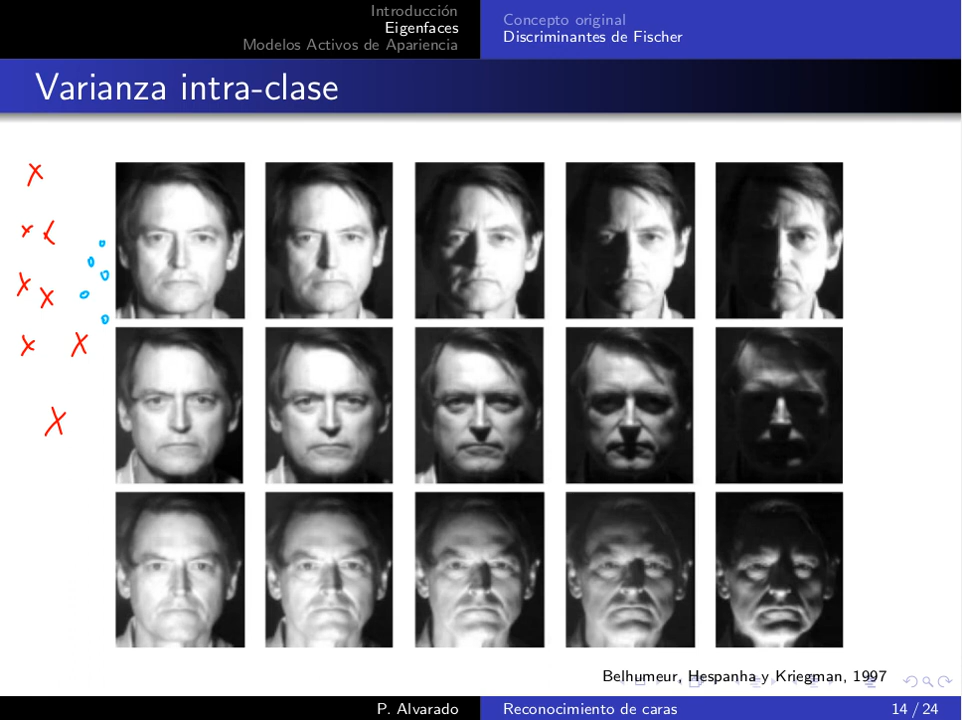 Introducción
Eigenfaces
Modelos Activos de Apariencia
Concepto original
Discriminantes de Fischer
Varianza intra-clase
Belhumeur, Hespanha y Kriegman, 1997
P. Alvarado
Reconocimiento de caras
14 / 24